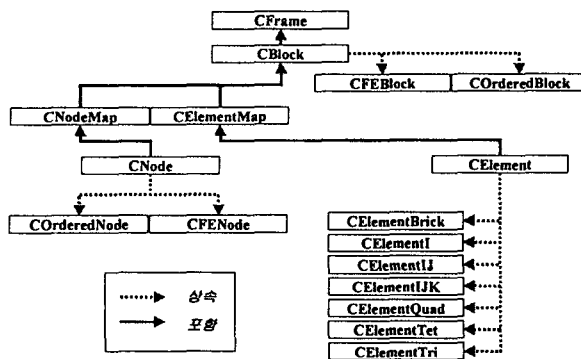 CFrame
CBlock
CFEBlock
COrderedBlock
CNodeMap
CElementMap
CNode
CElement
COrderedNode
CFENode
CElementBrick
CElementI
CElementIJ
CElementIJK
CElementQuad
CElementTet
CElementTri
상속
포함